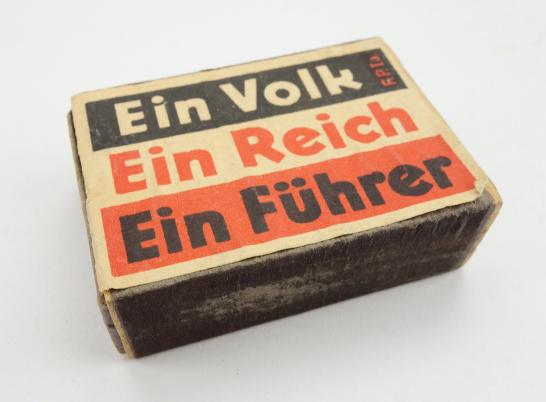 Ein Volk
Ein Reich
Ein Führer